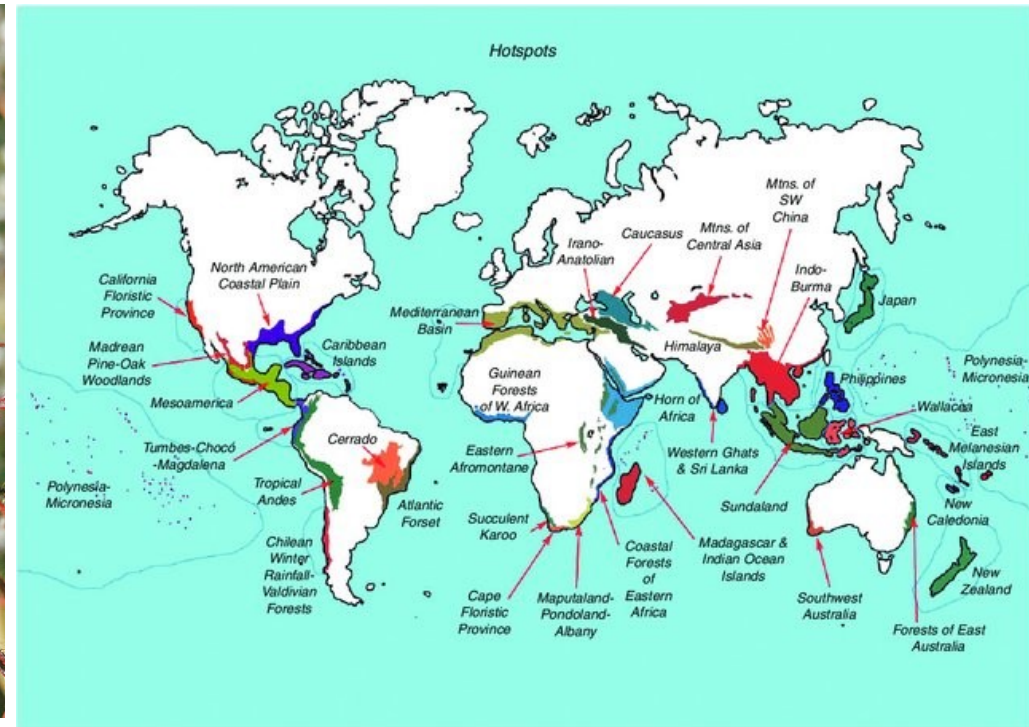 Hotspots
Mtns. of
SW
China
Caucasus
Mtns. of
Central Asia
Irano-
Anatolian
Indo-
Burma
North American
Coastal Plain
California
Floristic
Province
Mediterranean
Basin
Japan
Himalaya
Caribbean
Islands
Madrean
Pine-Oak
Woodlands
Polynesia-
Micronesia
Guinean
Forests
of W. Africa
Philippines
Mesoamerica
Horn of
Africa
Wallacea
Tumbes-Chocó
-Magdalena
Cerrado
Eastern
Afromontane
Western Ghats
& Sri Lanka
East
Melanesian
Islands
Polynesia-
Micronesia
Tropical
Andes
Atlantic
Forset
Sundaland
New
Caledonia
Succulent
Karoo
Chilean
Winter
Rainfall-
Valdivian
Forests
Coastal
Forests
of
Eastern
Africa
Madagascar &
Indian Ocean
Islands
New
Zealand
Cape
Floristic
Province
Maputaland-
Pondoland-
Albany
Southwest
Australia
Forests of East
Australia